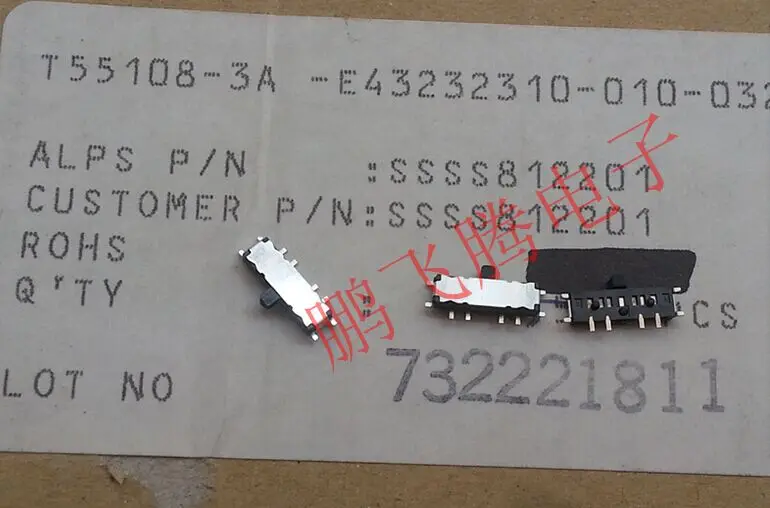 T55108-3A -E43232310-010-032
ALPS P/N :SSSS812201
CUSTOMER P/N:SSSS812201
ROHS
Q'TY : CS
LOT NO 732221811
鹏飞腾电子